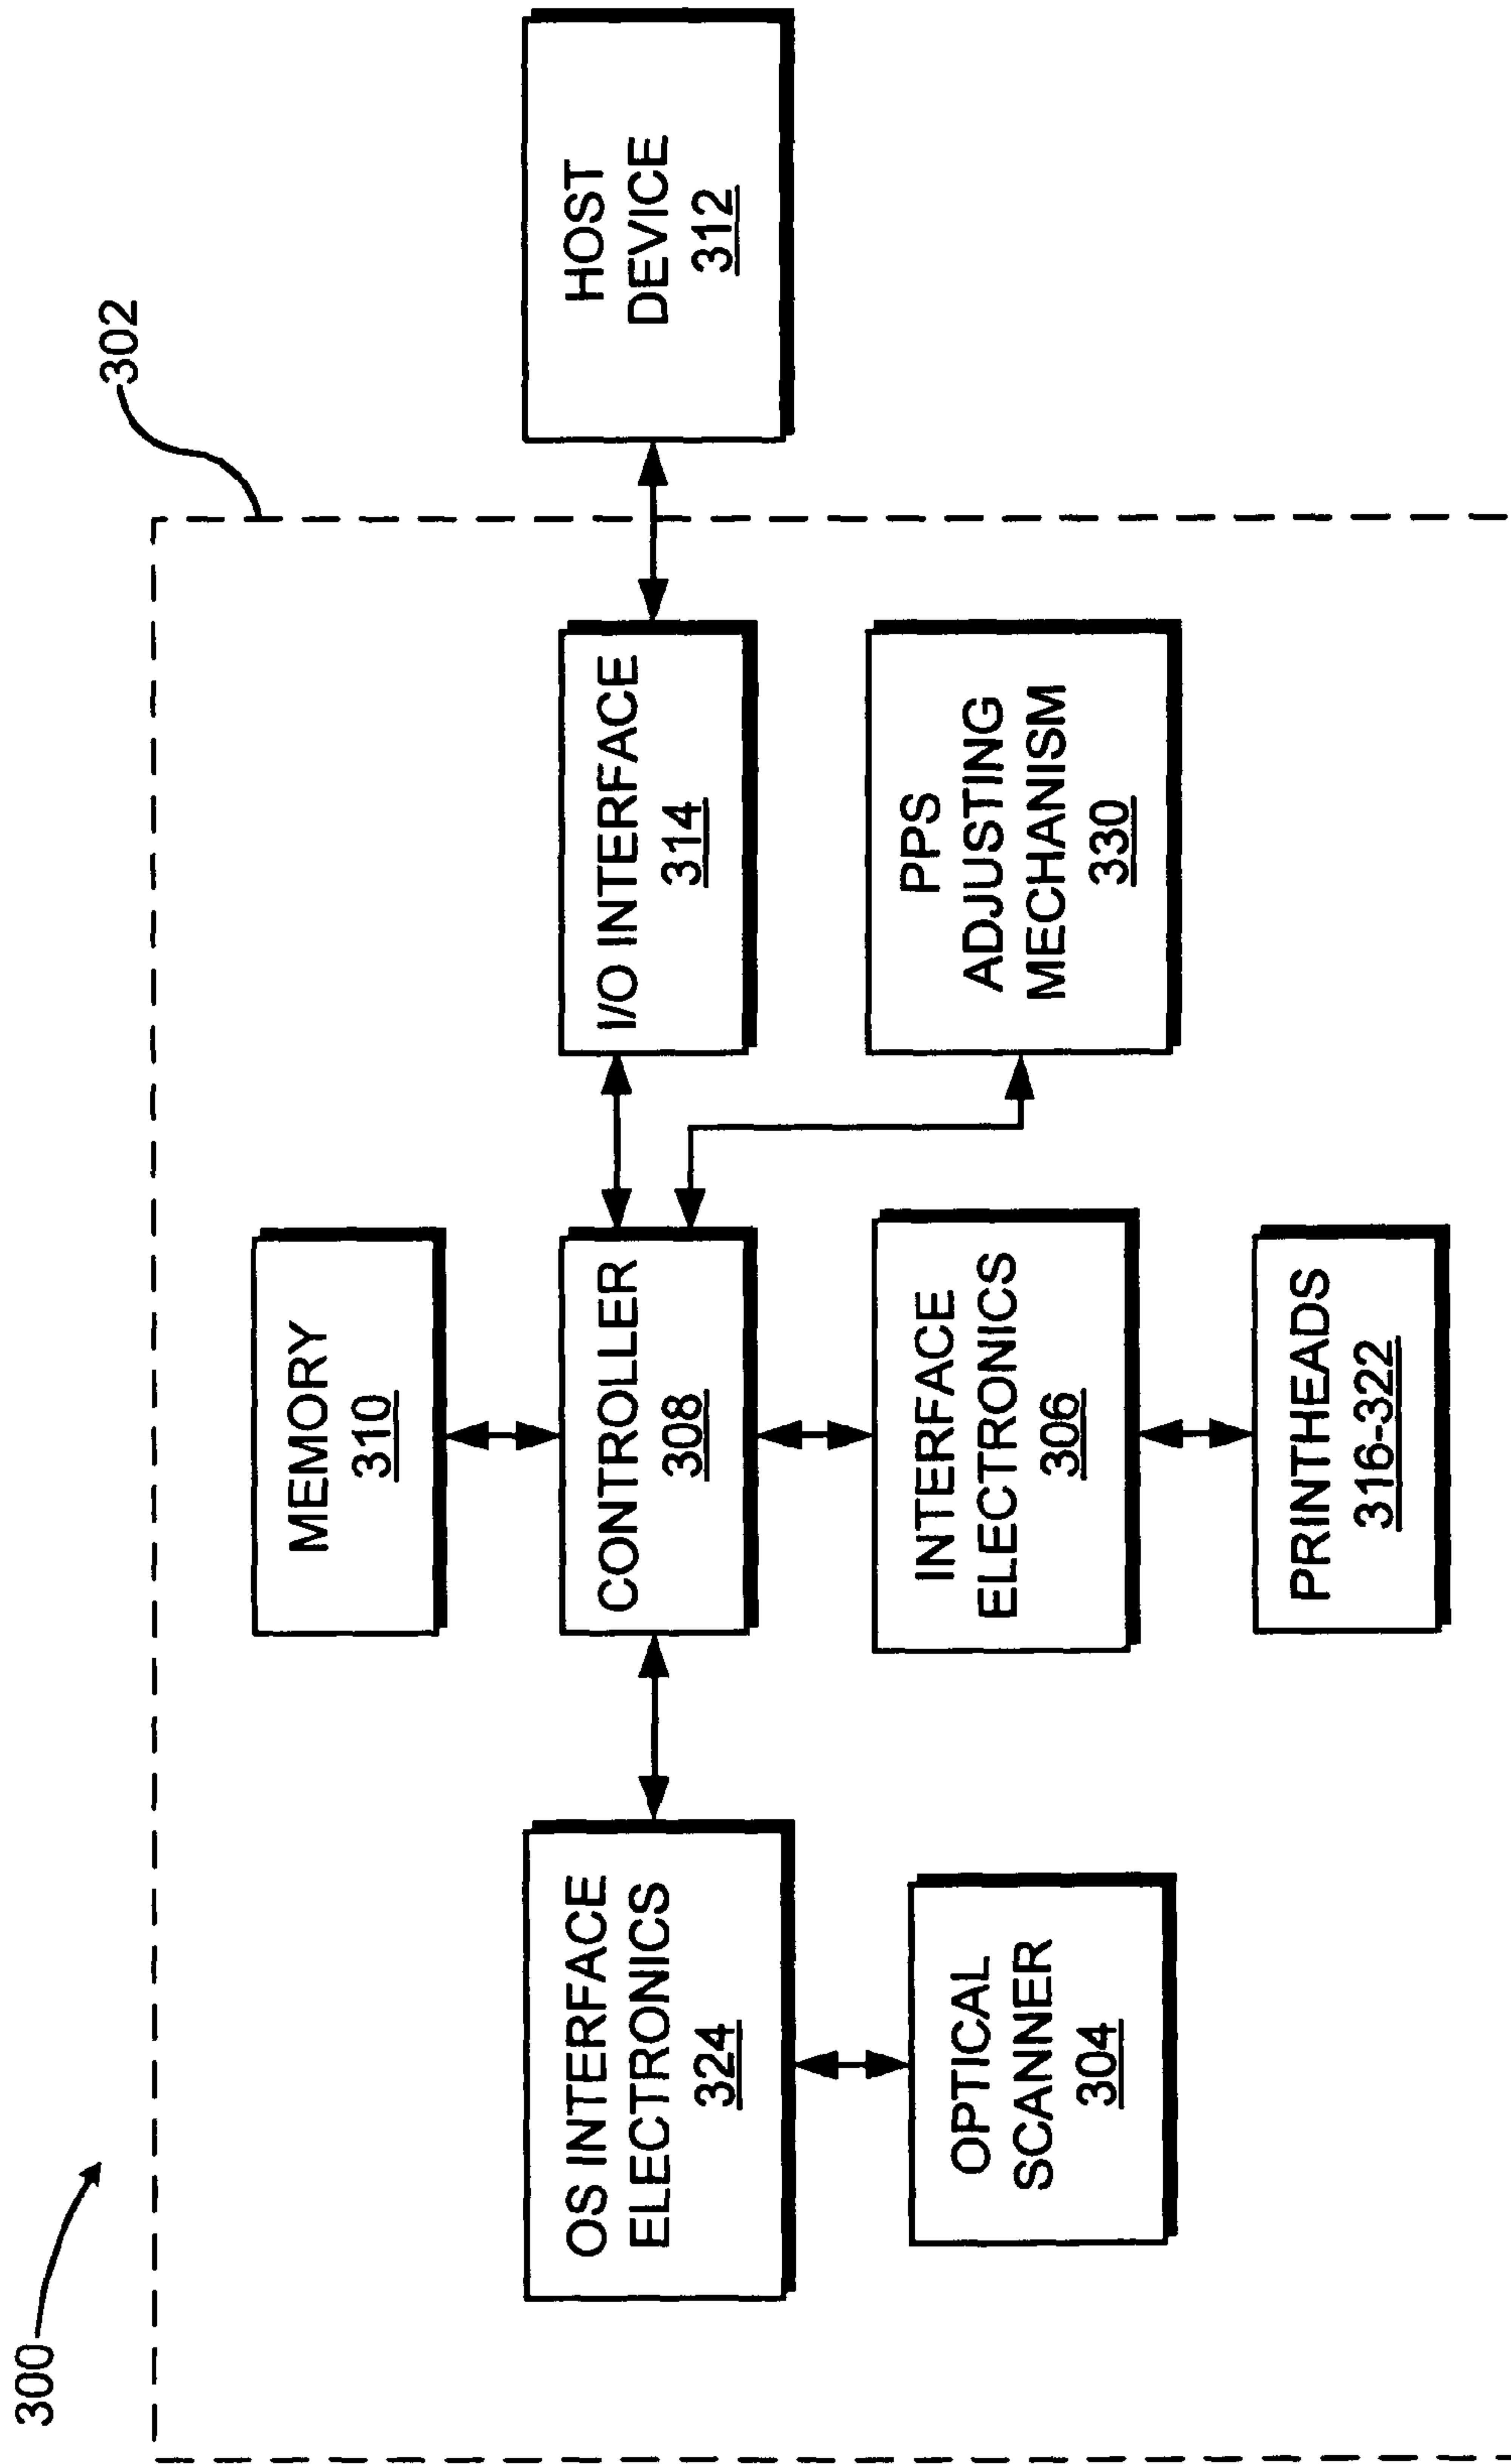 300
302
MEMORY
310
OS INTERFACE
ELECTRONICS
324
CONTROLLER
308
I/O INTERFACE
314
HOST
DEVICE
312
OPTICAL
SCANNER
304
INTERFACE
ELECTRONICS
306
PPS
ADJUSTING
MECHANISM
330
PRINTHEADS
316-322